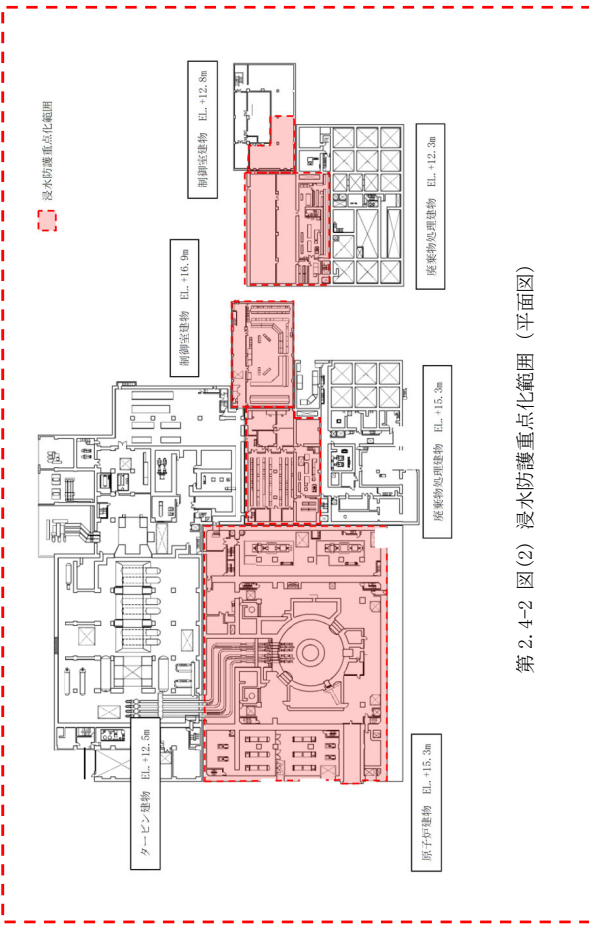 浸水防護重点化範囲
タービン建物 EL.+12.5m
制御室建物 EL.+16.9m
制御室建物 EL.+12.8m
原子炉建物 EL.+15.3m
廃棄物処理建物 EL.+15.3m
廃棄物処理建物 EL.+12.3m
第2.4-2 図(2) 浸水防護重点化範囲 (平面図)